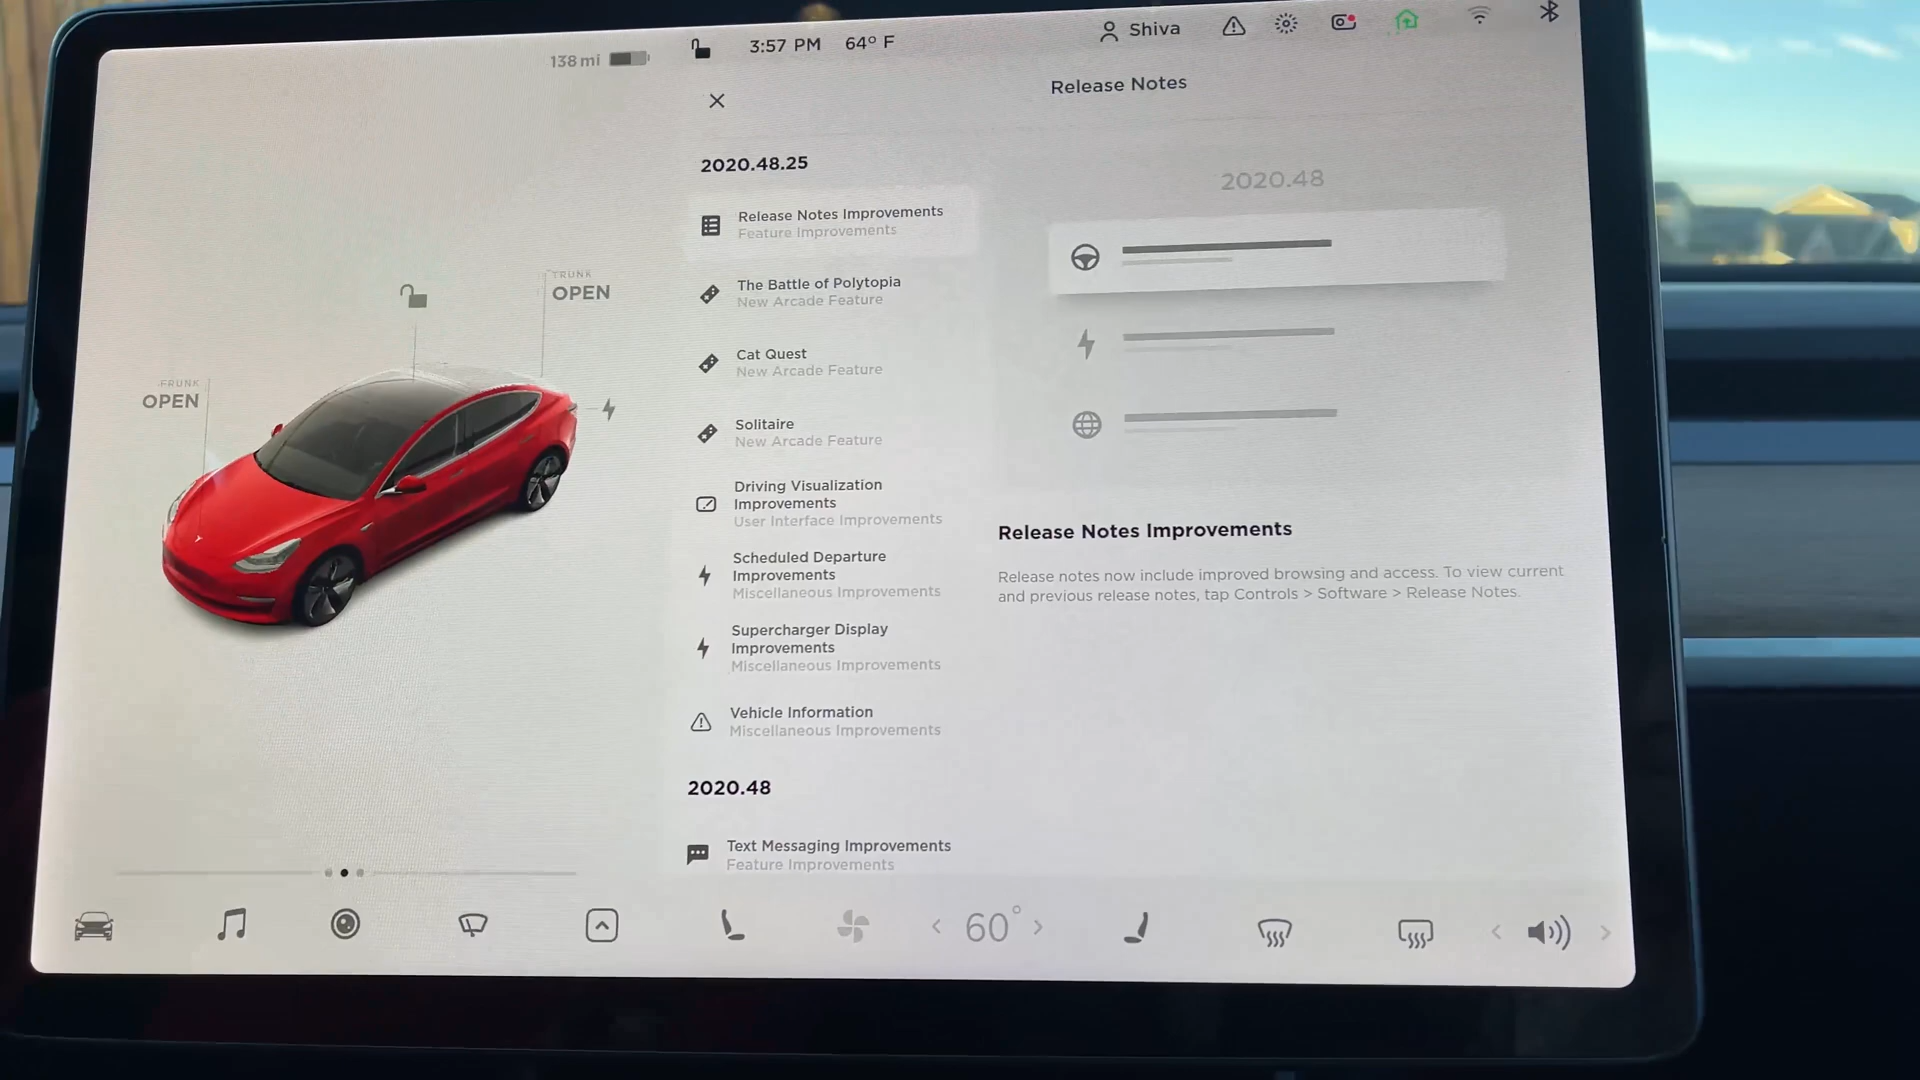 138 mi
3:57 PM
64° F
Shiva
Release Notes
2020.48.25
Release Notes Improvements
Feature Improvements
The Battle of Polytopia
New Arcade Feature
Cat Quest
New Arcade Feature
Solitaire
New Arcade Feature
Driving Visualization
Improvements
User Interface Improvements
Scheduled Departure
Improvements
Miscellaneous Improvements
Supercharger Display
Improvements
Miscellaneous Improvements
Vehicle Information
Miscellaneous Improvements
2020.48
Text Messaging Improvements
Feature Improvements
2020.48
Release Notes Improvements
Release notes now include improved browsing and access. To view current
and previous release notes, tap Controls > Software > Release Notes.
TRUNK
OPEN
FRUNK
OPEN
60°